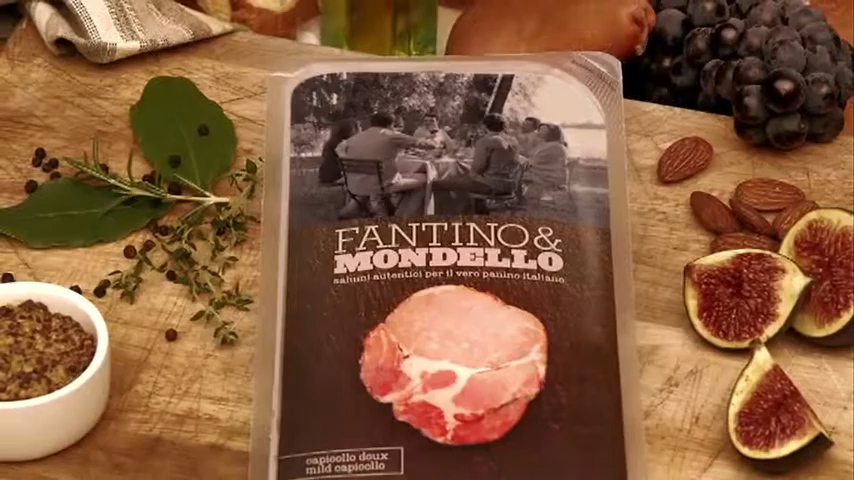 FANTINO &
MONDELLO
salumi autentici per il vero panino italiano
capicollo doux
mild capicollo